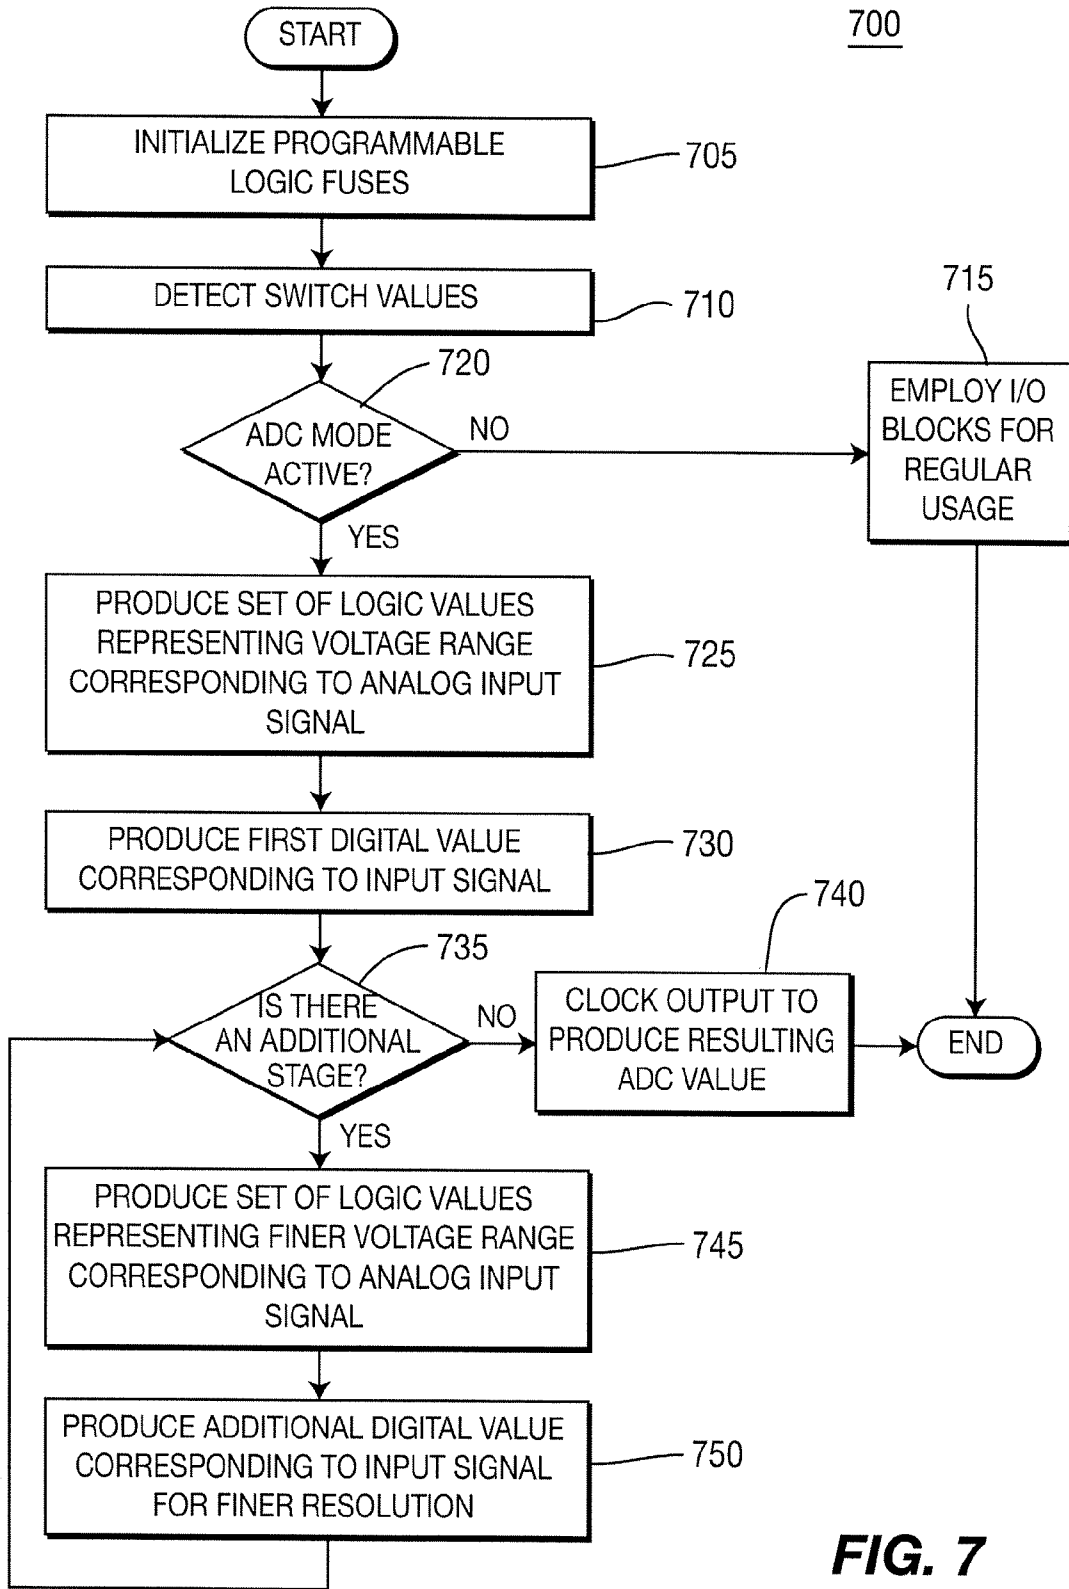 START
700
INITIALIZE PROGRAMMABLE
LOGIC FUSES
705
DETECT SWITCH VALUES
710
715
720
ADC MODE
ACTIVE?
NO
YES
EMPLOY I/O
BLOCKS FOR
REGULAR
USAGE
PRODUCE SET OF LOGIC VALUES
REPRESENTING VOLTAGE RANGE
CORRESPONDING TO ANALOG INPUT
SIGNAL
725
PRODUCE FIRST DIGITAL VALUE
CORRESPONDING TO INPUT SIGNAL
730
735
IS THERE
AN ADDITIONAL
STAGE?
NO
YES
740
CLOCK OUTPUT TO
PRODUCE RESULTING
ADC VALUE
END
PRODUCE SET OF LOGIC VALUES
REPRESENTING FINER VOLTAGE RANGE
CORRESPONDING TO ANALOG INPUT
SIGNAL
745
PRODUCE ADDITIONAL DIGITAL VALUE
CORRESPONDING TO INPUT SIGNAL
FOR FINER RESOLUTION
750
FIG. 7